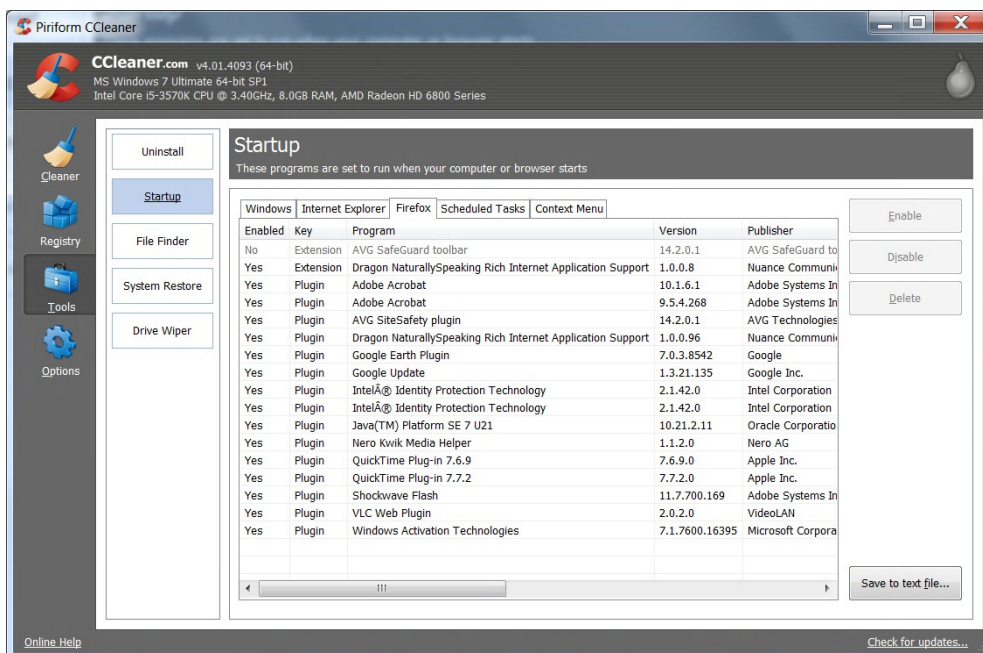 Piriform CCleaner
CCleaner.com v4.01.4093 (64-bit)
MS Windows 7 Ultimate 64-bit SP1
Intel Core i5-3570K CPU @ 3.40GHz, 8.0GB RAM, AMD Radeon HD 6800 Series
Cleaner
Registry
Tools
Options
Uninstall
Startup
File Finder
System Restore
Drive Wiper
Startup
These programs are set to run when your computer or browser starts
Windows Internet Explorer Firefox Scheduled Tasks Context Menu
Enabled Key Program Version Publisher
No Extension AVG SafeGuard toolbar 14.2.0.1 AVG SafeGuard to
Yes Extension Dragon NaturallySpeaking Rich Internet Application Support 1.0.0.8 Nuance Communi
Yes Plugin Adobe Acrobat 10.1.6.1 Adobe Systems In
Yes Plugin Adobe Acrobat 9.5.4.268 Adobe Systems In
Yes Plugin AVG SiteSafety plugin 14.2.0.1 AVG Technologies
Yes Plugin Dragon NaturallySpeaking Rich Internet Application Support 1.0.0.96 Nuance Communi
Yes Plugin Google Earth Plugin 7.0.3.8542 Google
Yes Plugin Google Update 1.3.21.135 Google Inc.
Yes Plugin IntelÂ® Identity Protection Technology 2.1.42.0 Intel Corporation
Yes Plugin IntelÂ® Identity Protection Technology 2.1.42.0 Intel Corporation
Yes Plugin Java(TM) Platform SE 7 U21 10.21.2.11 Oracle Corporatio
Yes Plugin Nero Kwik Media Helper 1.1.2.0 Nero AG
Yes Plugin QuickTime Plug-in 7.6.9 7.6.9.0 Apple Inc.
Yes Plugin QuickTime Plug-in 7.7.2 7.7.2.0 Apple Inc.
Yes Plugin Shockwave Flash 11.7.700.169 Adobe Systems In
Yes Plugin VLC Web Plugin 2.0.2.0 VideoLAN
Yes Plugin Windows Activation Technologies 7.1.7600.16395 Microsoft Corpora
Enable
Disable
Delete
Save to text file...
Online Help
Check for updates...